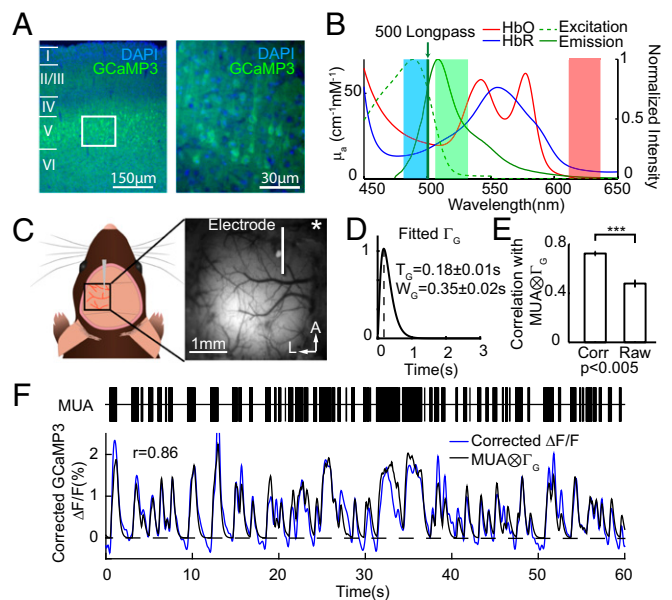 A
DAPI
GCaMP3
I
II/III
IV
V
VI
150µm
DAPI
GCaMP3
30µm
B
500 Longpass
HbO
HbR
Excitation
Emission
µa (cm-1mM-1)
50
0
1
0.5
0
Normalized Intensity
450 500 550 600 650
Wavelength(nm)
C
Electrode
*
1mm
A
L
D
Fitted ΓG
TG=0.18±0.01s
WG=0.35±0.02s
1
0
0 1 2 3
Time(s)
E
Correlation with
MUA⊗ΓG
0.8
0.4
***
Corr Raw
p<0.005
F
MUA
Corrected GCaMP3
ΔF/F(%)
r=0.86
Corrected ΔF/F
MUA⊗ΓG
2
1
0
0 10 20 30 40 50 60
Time(s)